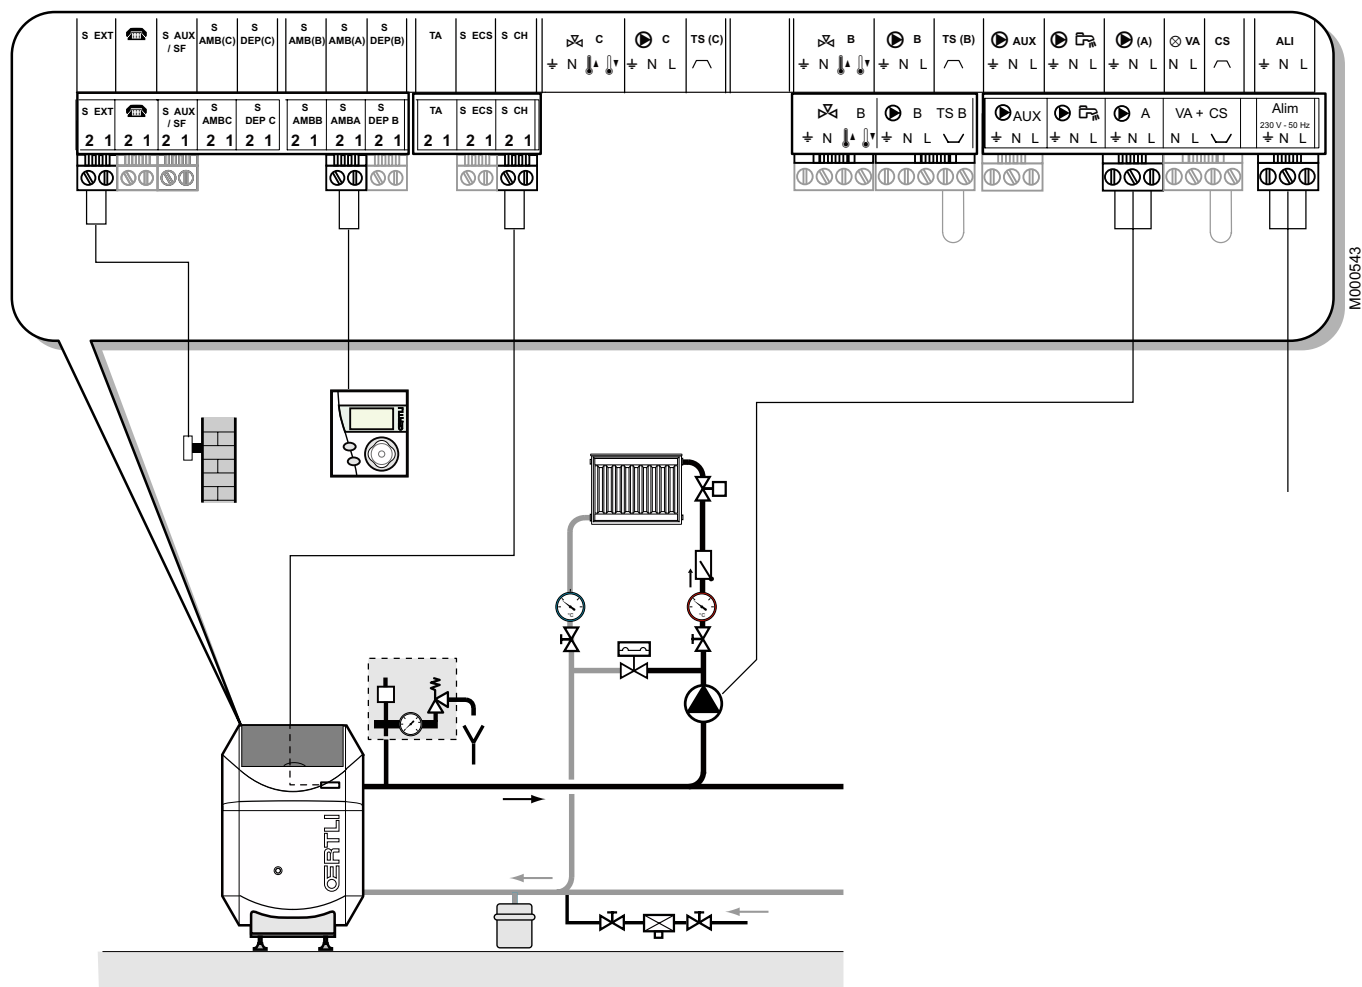 S EXT
S AUX
/ SF
S
AMB(C)
S
DEP(C)
S
AMB(B)
S
AMB(A)
S
DEP(B)
TA
S ECS
S CH
C
N
C
N L
TS (C)
B
N
B
N L
TS (B)
AUX
N L
N L
(A)
N L
VA
N L
CS
ALI
N L
S EXT
2 1
2 1
S AUX
/ SF
2 1
S
AMBC
2 1
S
DEP C
2 1
S
AMBB
2 1
S
AMBA
2 1
S
DEP B
2 1
TA
2 1
S ECS
2 1
S CH
2 1
B
N
B
N L
TS B
AUX
N L
N L
A
N L
VA + CS
N L
Alim
230 V - 50 Hz
N L
M000543
°C
°C
OERTLI